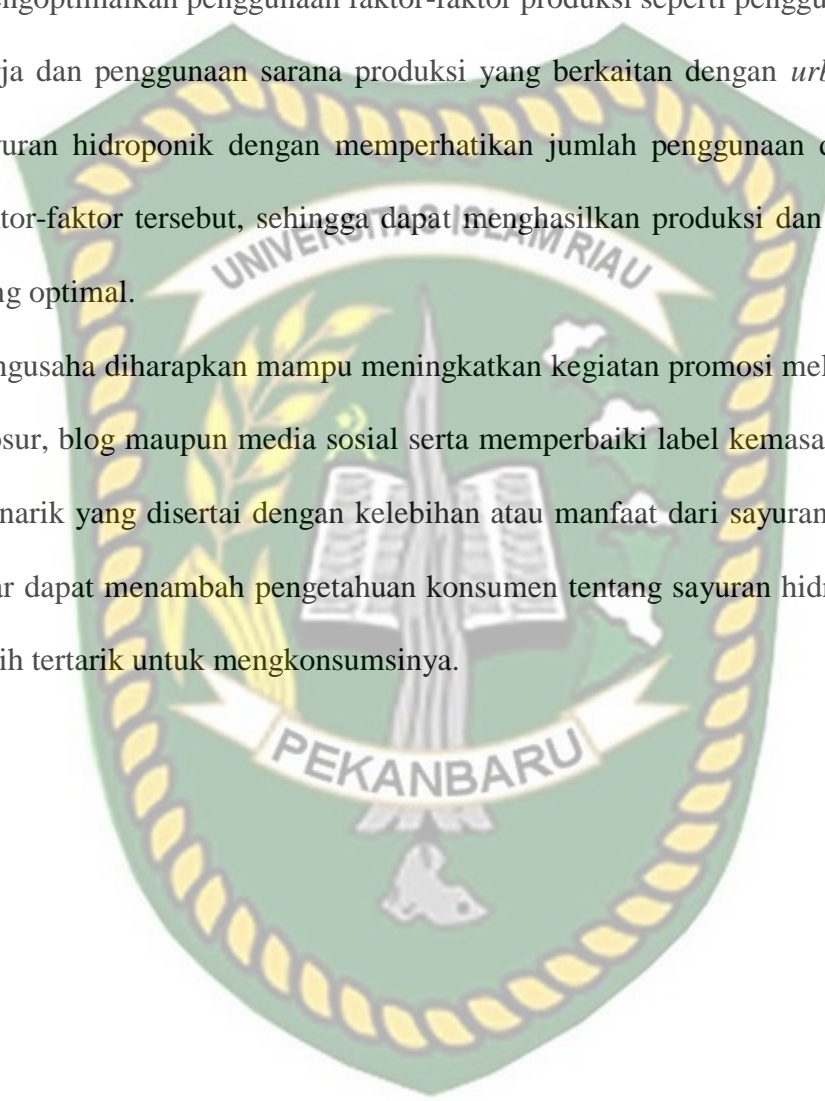 ngoptimalkan penggunaan faktor-faktor produksi seperti penggu
rja dan penggunaan sarana produksi yang berkaitan dengan urb
yuran hidroponik dengan memperhatikan jumlah penggunaan d
ktor-faktor tersebut, sehingga dapat menghasilkan produksi dan
ng optimal.
ngusaha diharapkan mampu meningkatkan kegiatan promosi mel
osur, blog maupun media sosial serta memperbaiki label kemasa
narik yang disertai dengan kelebihan atau manfaat dari sayuran
ar dapat menambah pengetahuan konsumen tentang sayuran hidr
ih tertarik untuk mengkonsumsinya.
UNIVERSITAS ISLAM RIAU
PEKANBARU